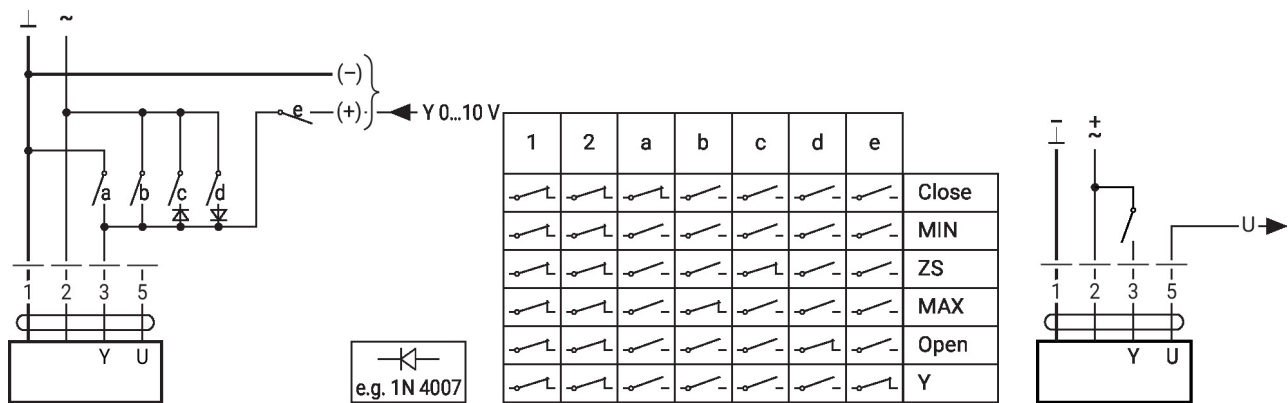 ⊥ ~
(–)
e (+) Y 0...10 V
a b c d
1 2 3 5
Y U
e.g. 1N 4007
1 2 a b c d e
Close
MIN
ZS
MAX
Open
Y
– +
⊥ ~
U
1 2 3 5
Y U